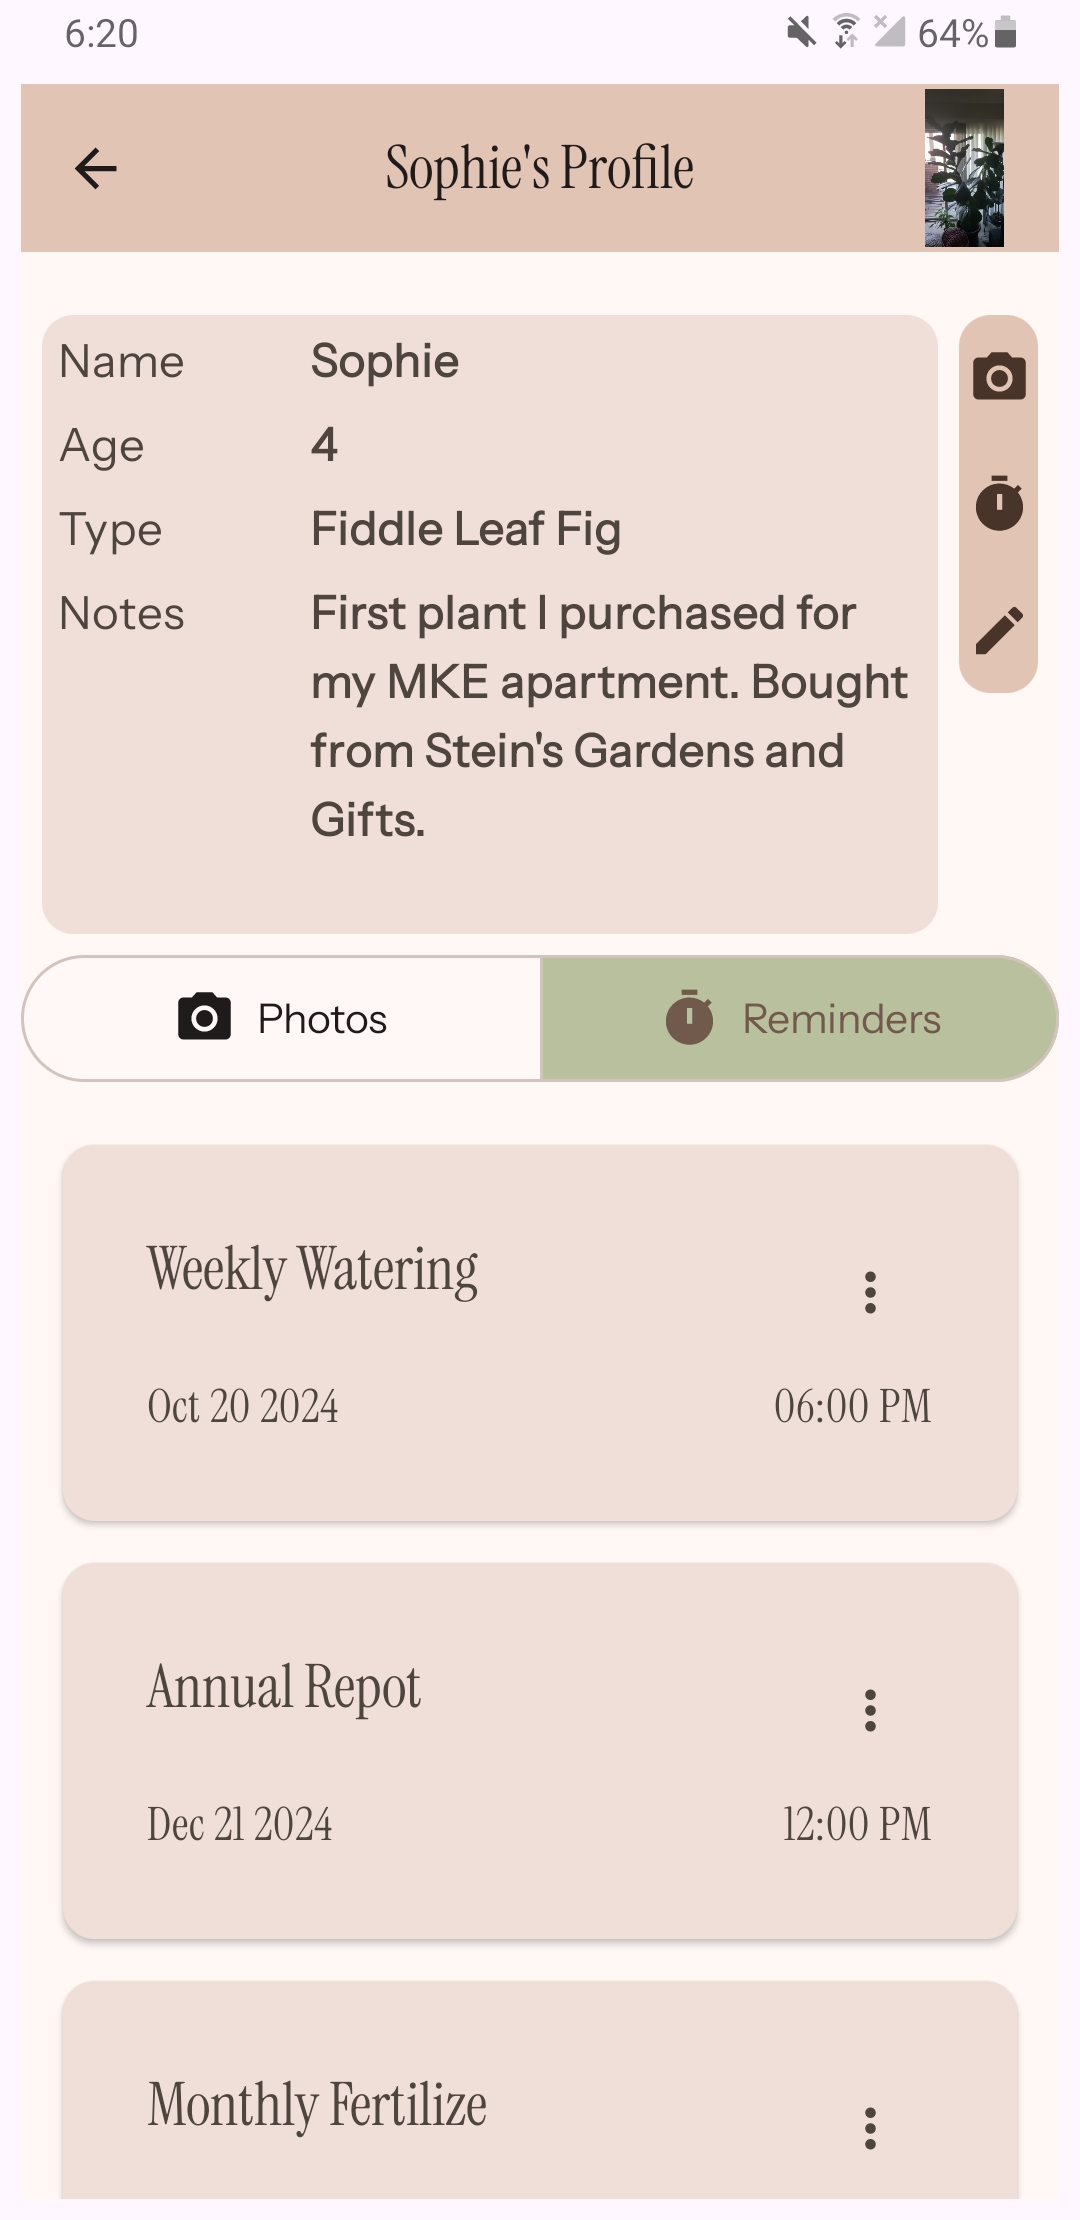 6:20
64%
Sophie's Profile
Name Sophie
Age 4
Type Fiddle Leaf Fig
Notes First plant I purchased for
my MKE apartment. Bought
from Stein's Gardens and
Gifts.
Photos Reminders
Weekly Watering
Oct 20 2024 06:00 PM
Annual Repot
Dec 21 2024 12:00 PM
Monthly Fertilize